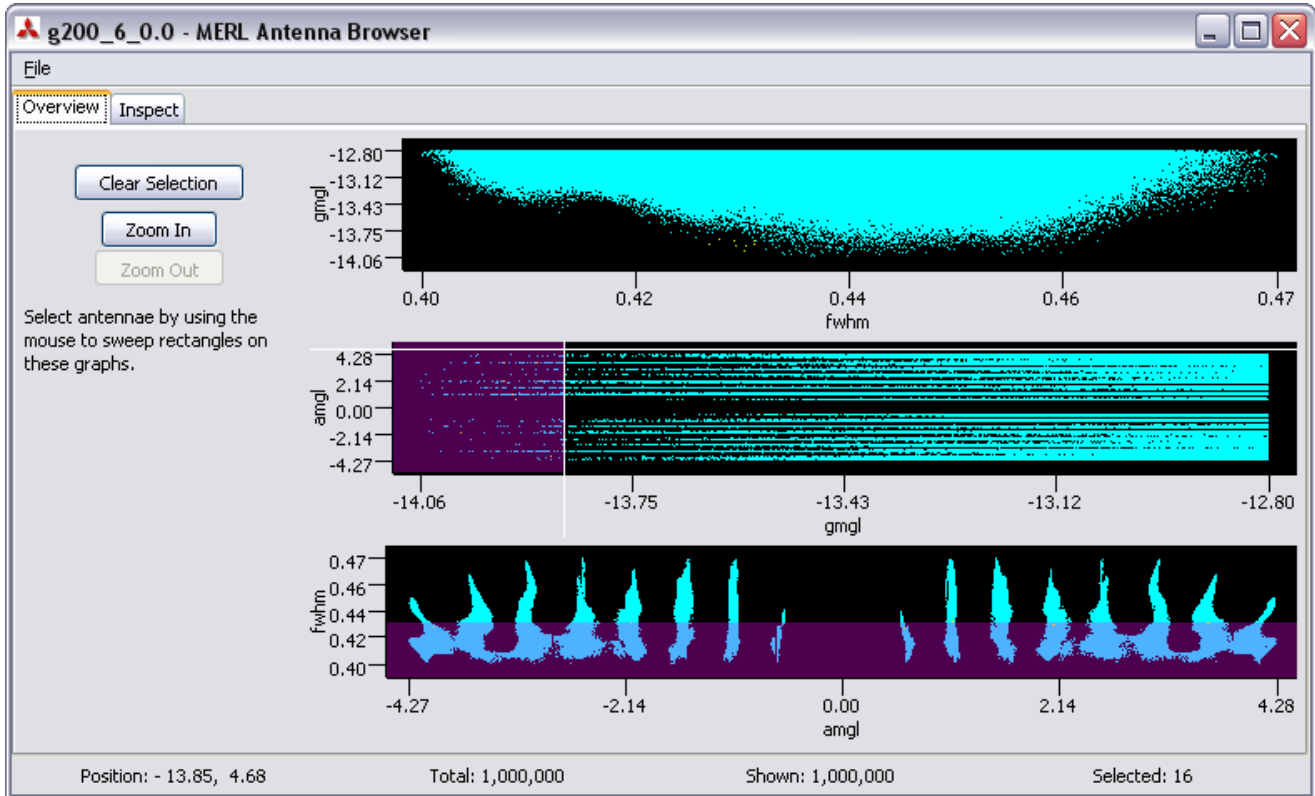 g200_6_0.0 - MERL Antenna Browser
File
Overview Inspect
Clear Selection
Zoom In
Zoom Out
Select antennae by using the
mouse to sweep rectangles on
these graphs.
-12.80
-13.12
-13.43
-13.75
-14.06
gmgl
0.40 0.42 0.44 0.46 0.47
fwhm
4.28
2.14
0.00
-2.14
-4.27
amgl
-14.06 -13.75 -13.43 -13.12 -12.80
gmgl
0.47
0.46
0.44
0.42
0.40
fwhm
-4.27 -2.14 0.00 2.14 4.28
amgl
Position: - 13.85, 4.68 Total: 1,000,000 Shown: 1,000,000 Selected: 16